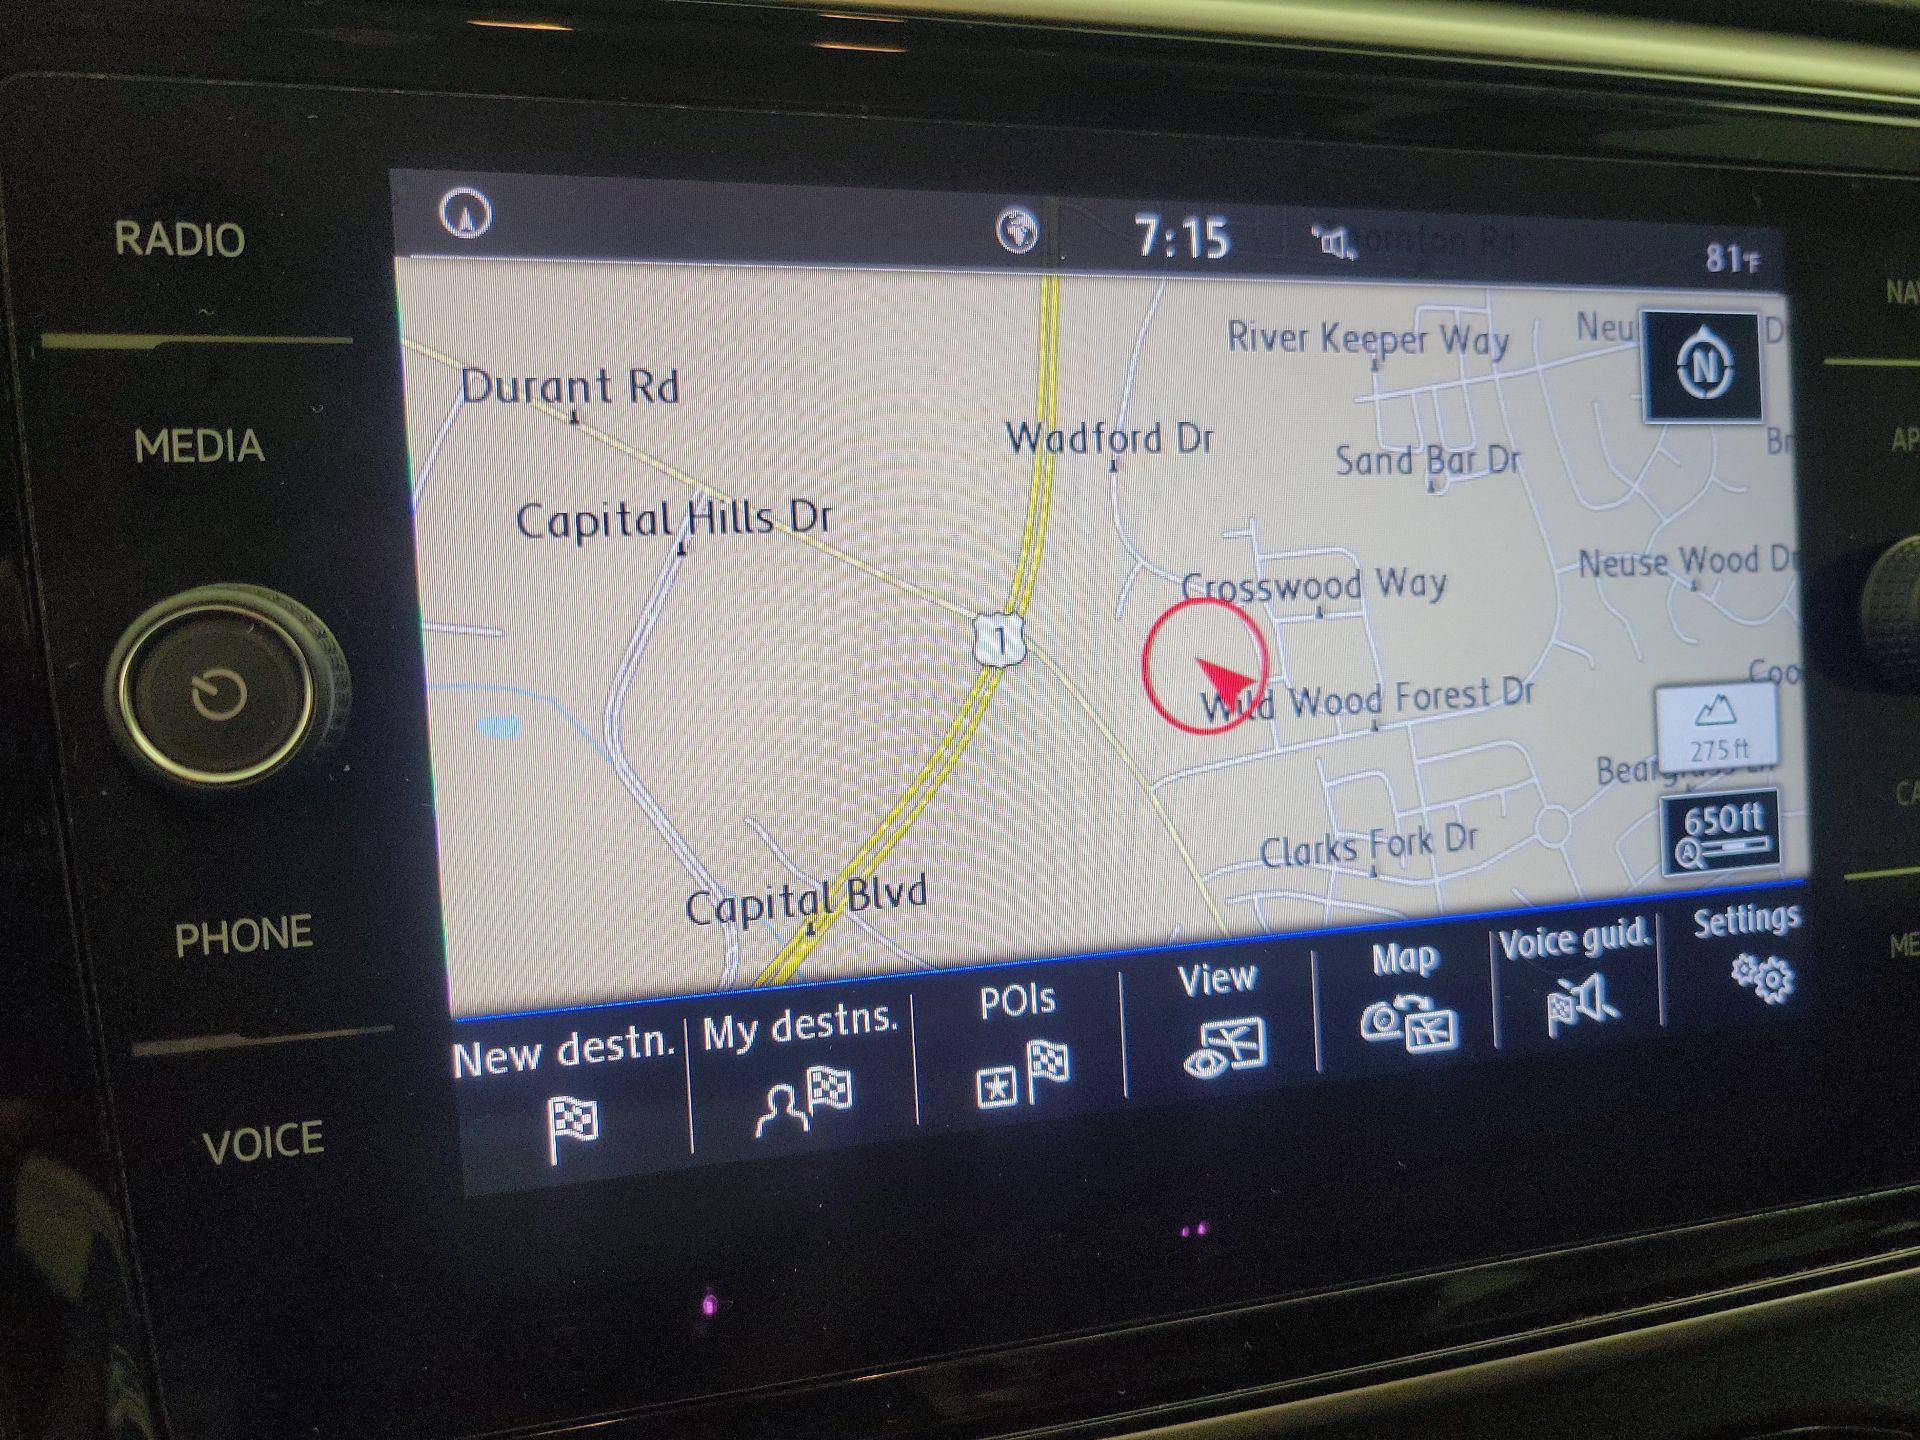 RADIO
MEDIA
PHONE
VOICE
7:15
81°F
River Keeper Way
N
Durant Rd
Wadford Dr
Sand Bar Dr
Capital Hills Dr
Crosswood Way
Neuse Wood Dr
1
Wild Wood Forest Dr
275 ft
Clarks Fork Dr
650ft
A
Capital Blvd
New destn.
My destns.
POIs
View
Map
Voice guid.
Settings